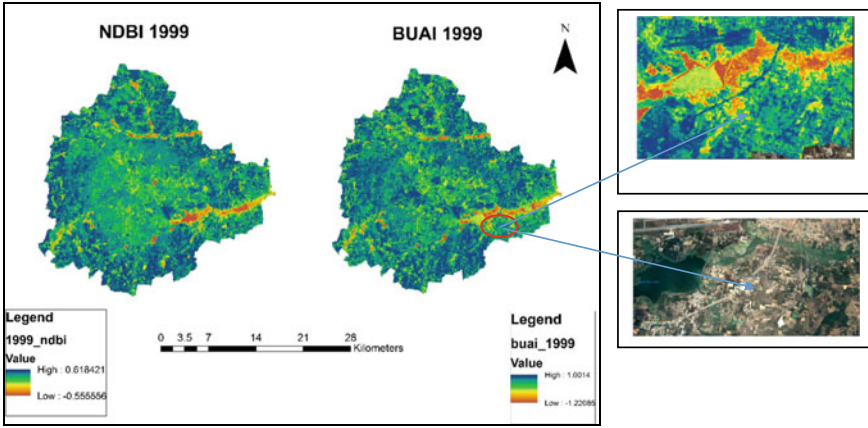 NDBI 1999
BUAI 1999
N
Legend
1999_ndbi
Value
High : 0.618421
Low : -0.555556
0 3.5 7 14 21 28
Kilometers
Legend
buai_1999
Value
High : 1.0014
Low : -1.22085